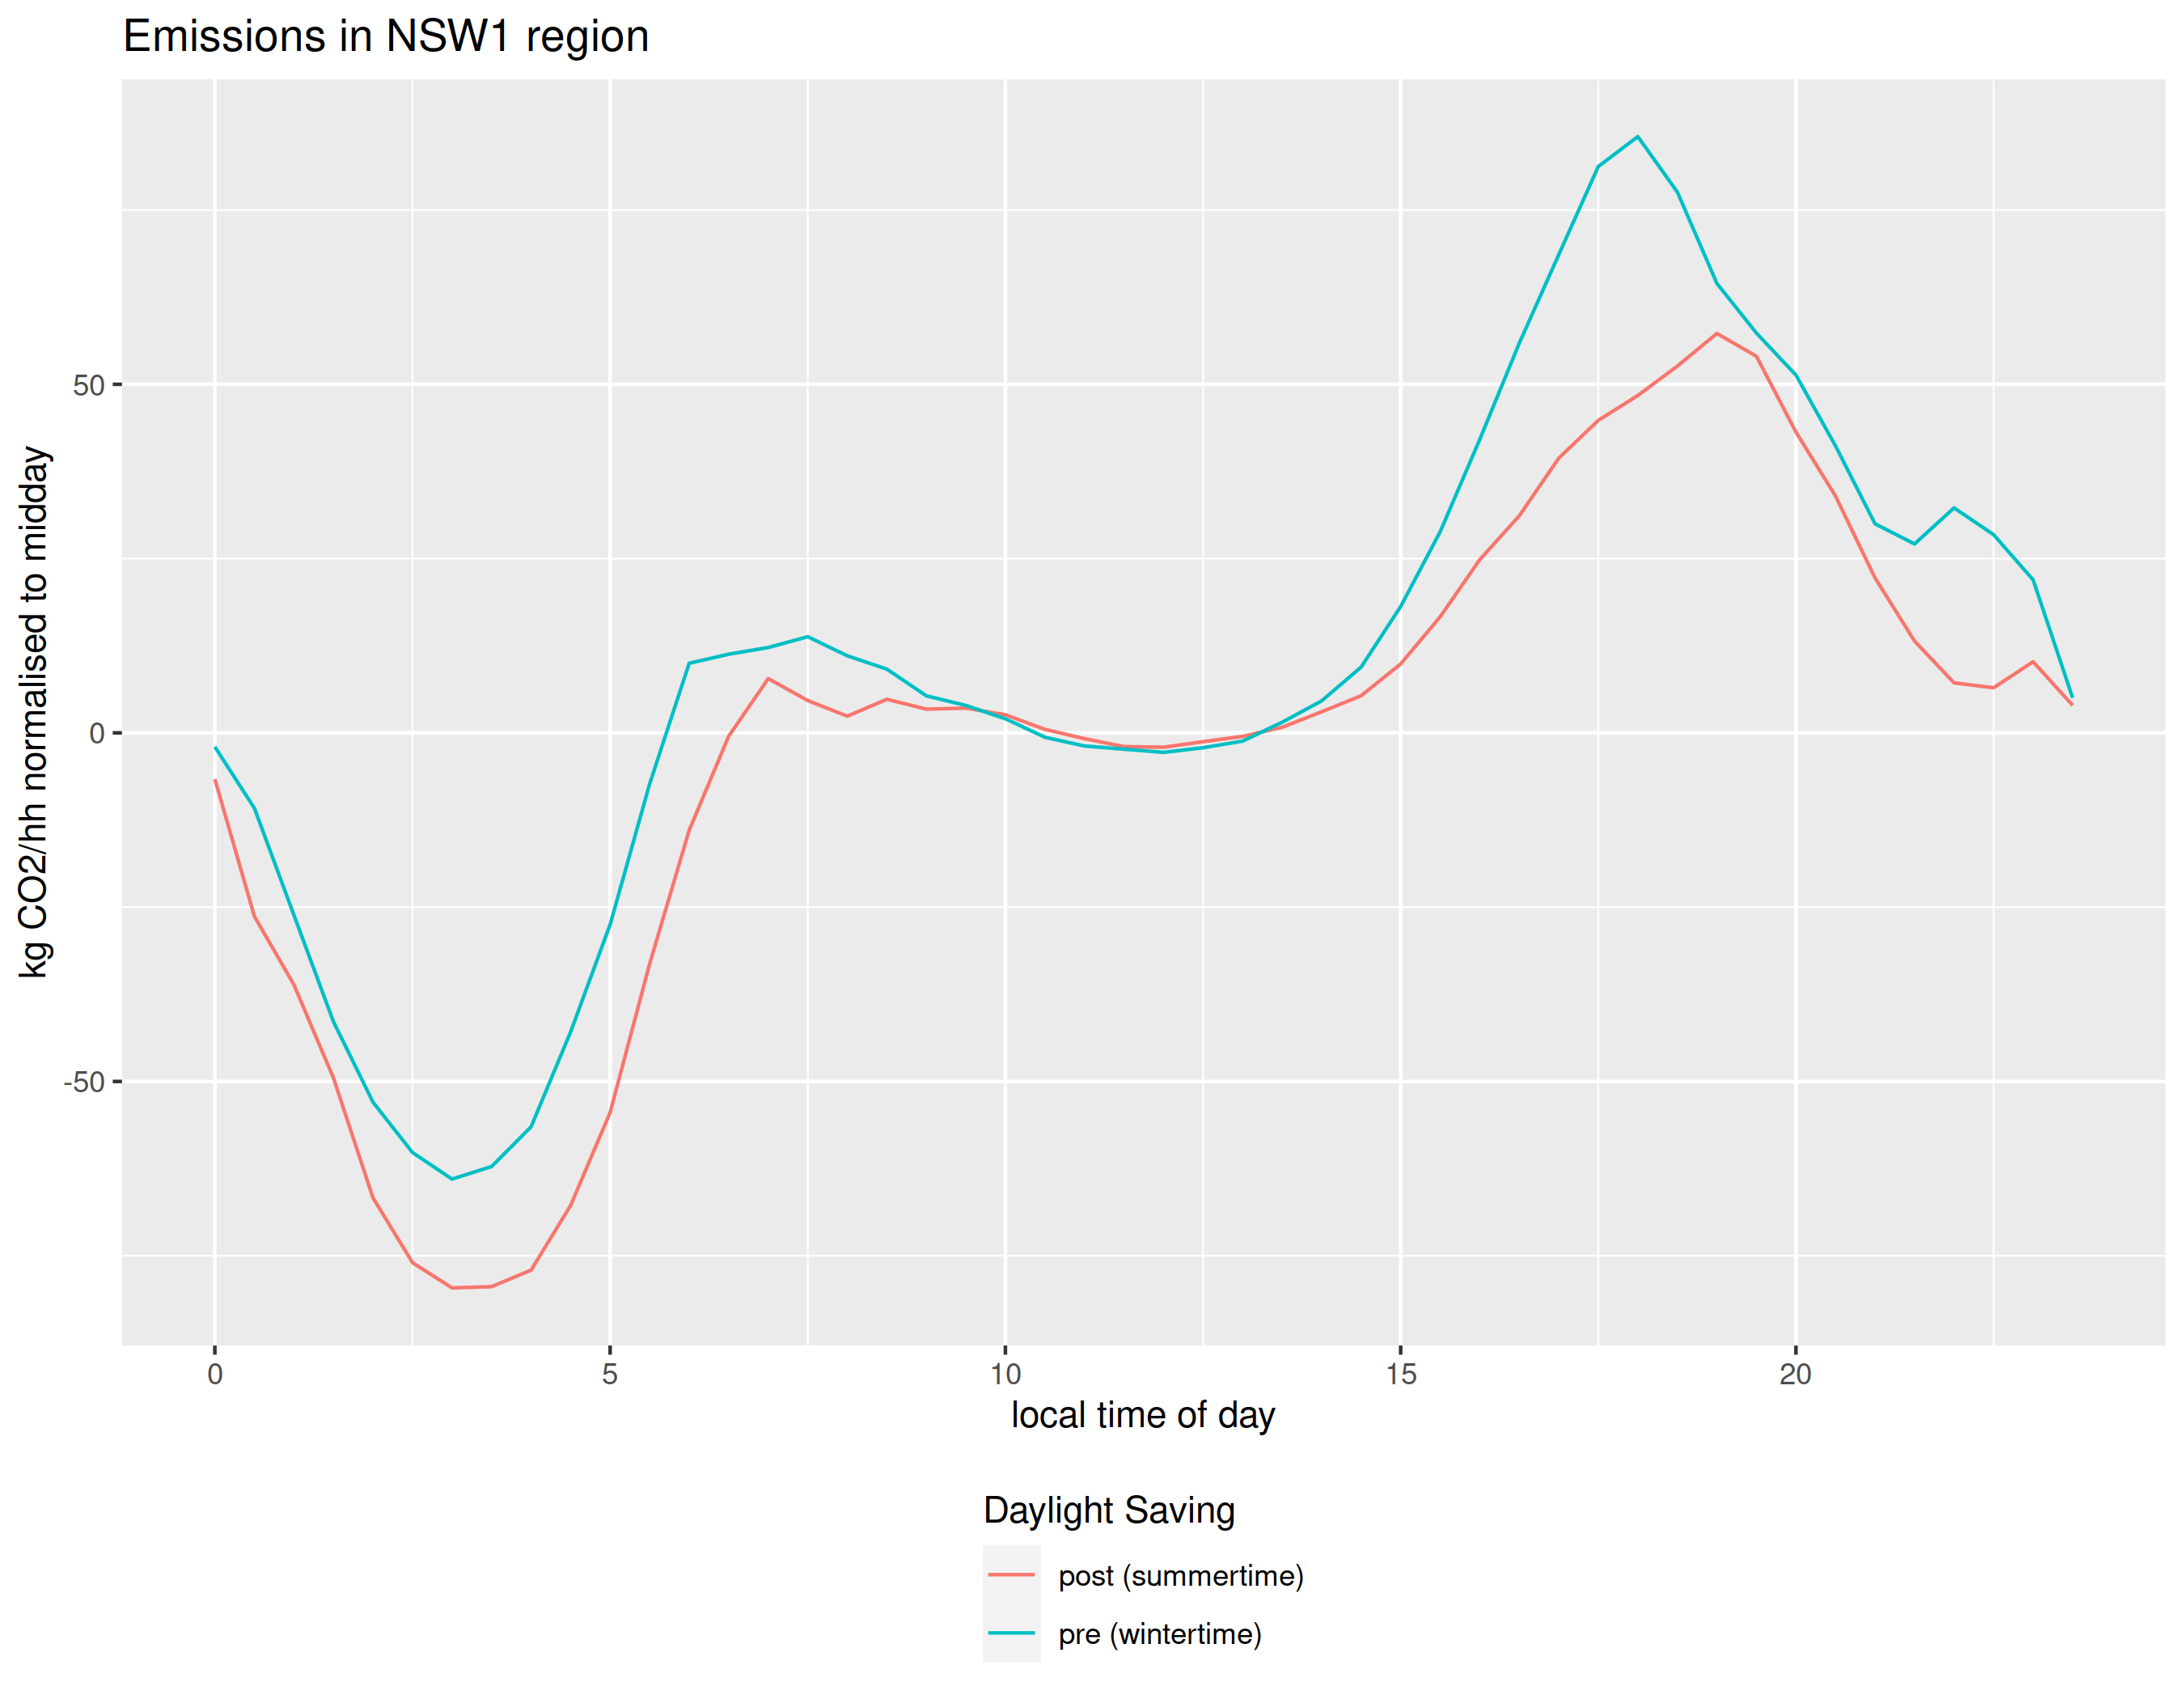 Emissions in NSW1 region
kg CO2/hh normalised to midday
50
0
-50
0 5 10 15 20
local time of day
Daylight Saving
post (summertime)
pre (wintertime)